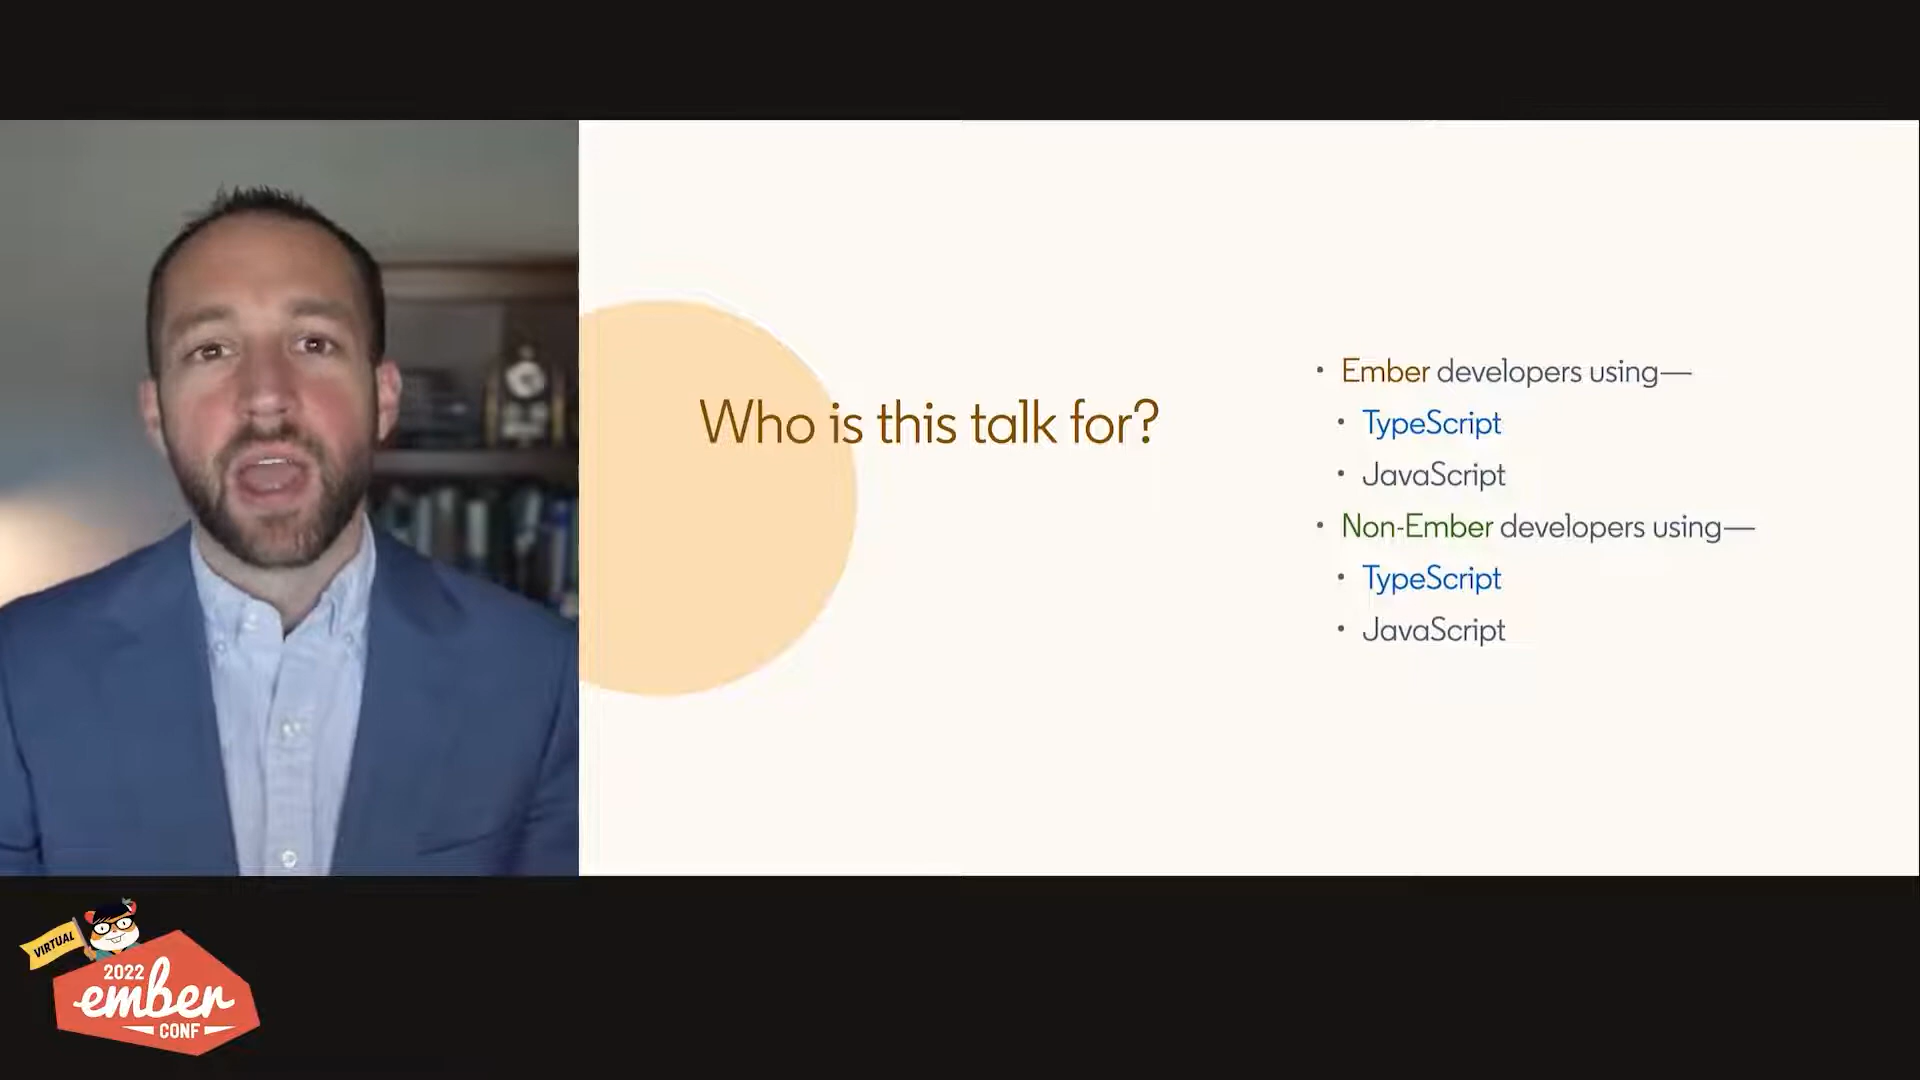 Who is this talk for?
• Ember developers using—
• TypeScript
• JavaScript
• Non-Ember developers using—
• TypeScript
• JavaScript
VIRTUAL
2022
ember
CONF